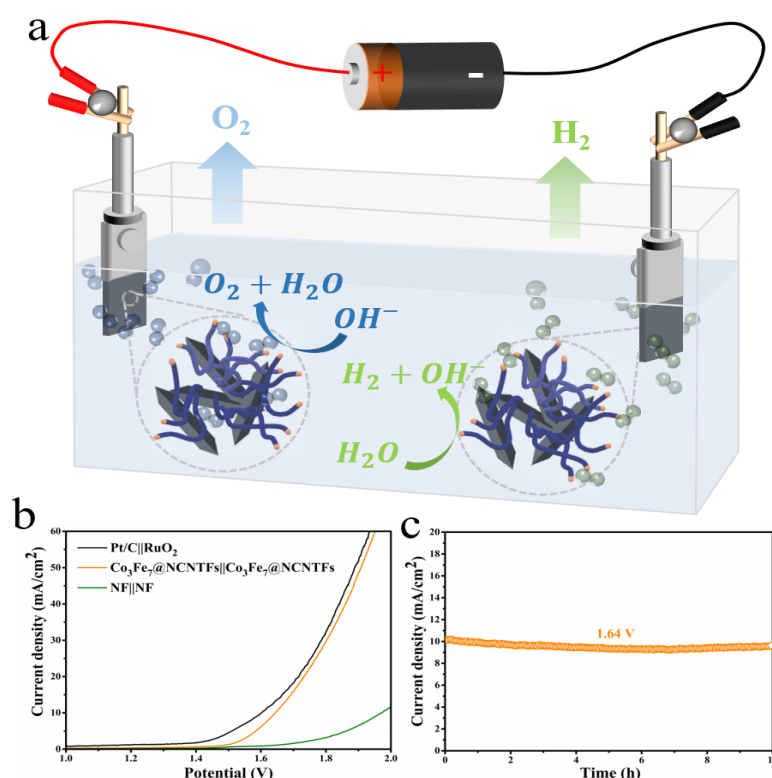 a
+
-
O₂
H₂
O₂ + H₂O
OH⁻
H₂ + OH⁻
H₂O
b
60
50
40
30
20
10
0
Current density (mA/cm²)
Pt/C||RuO₂
Co₃Fe₇@NCNTFs||Co₃Fe₇@NCNTFs
NF||NF
1.0 1.2 1.4 1.6 1.8 2.0
Potential (V)
c
20
18
16
14
12
10
8
6
4
2
0
Current density (mA/cm²)
1.64 V
0 2 4 6 8
Time (h)